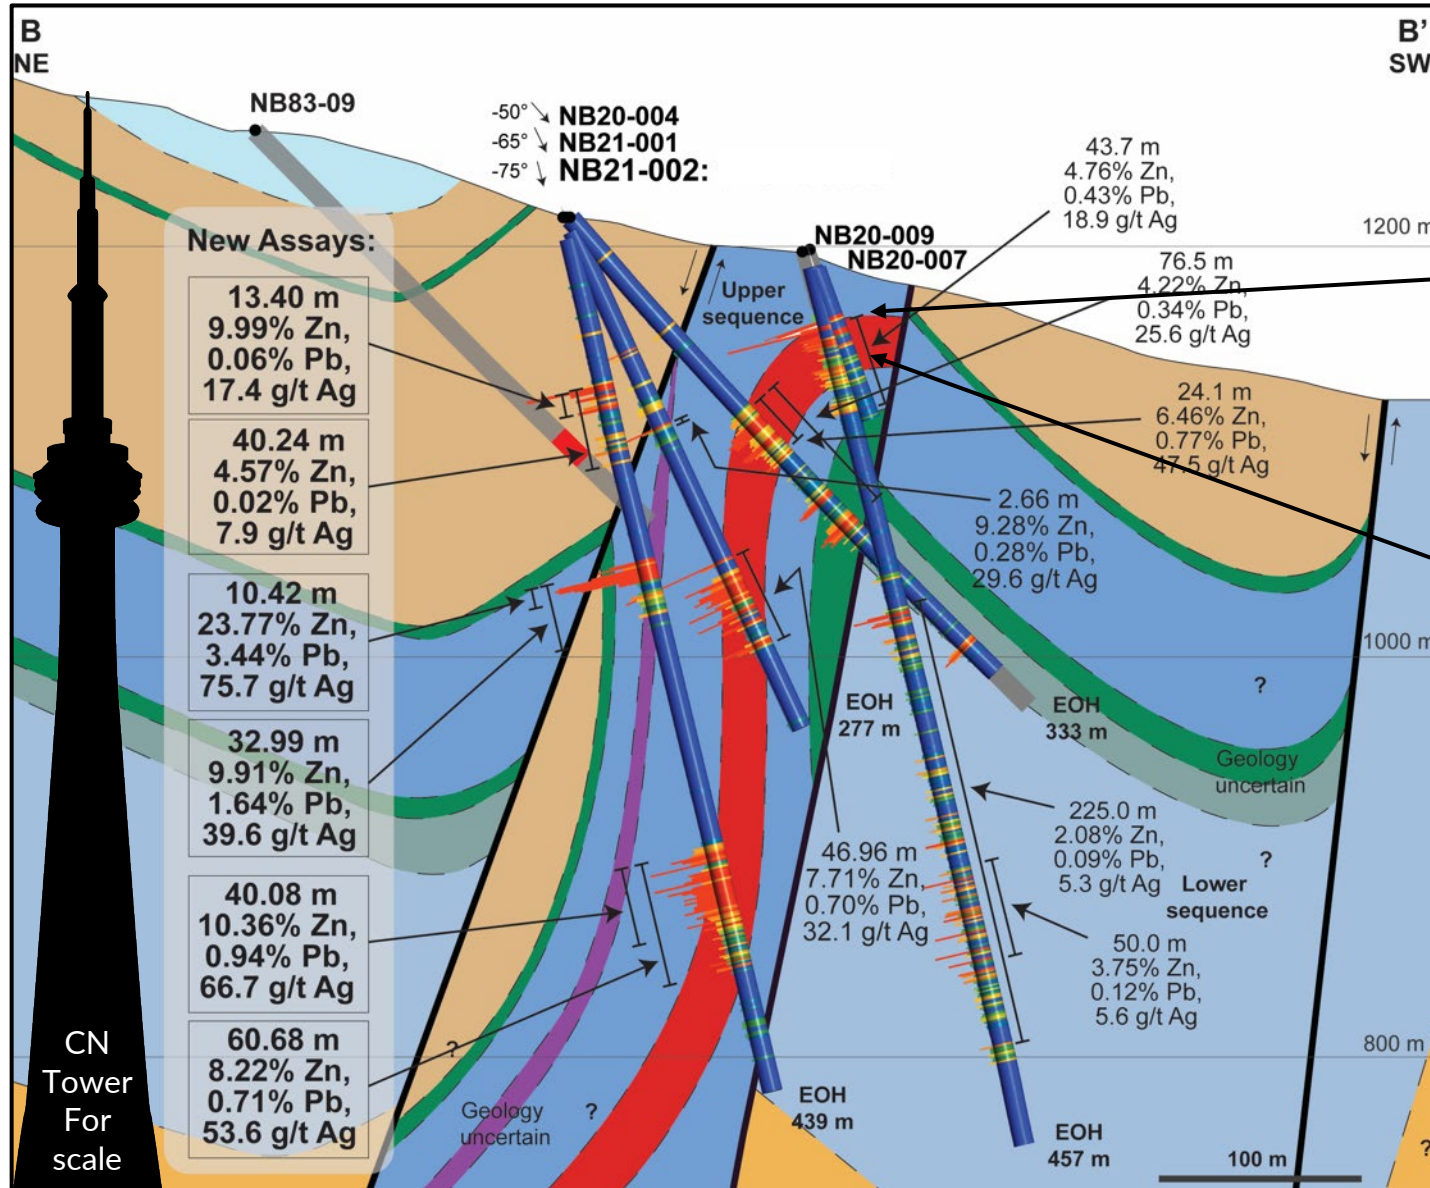 B
NE
B'
SW
NB83-09
-50° NB20-004
-65° NB21-001
-75° NB21-002:
NB20-009
NB20-007
43.7 m
4.76% Zn,
0.43% Pb,
18.9 g/t Ag
1200 m
76.5 m
4.22% Zn,
0.34% Pb,
25.6 g/t Ag
New Assays:
13.40 m
9.99% Zn,
0.06% Pb,
17.4 g/t Ag
40.24 m
4.57% Zn,
0.02% Pb,
7.9 g/t Ag
10.42 m
23.77% Zn,
3.44% Pb,
75.7 g/t Ag
32.99 m
9.91% Zn,
1.64% Pb,
39.6 g/t Ag
40.08 m
10.36% Zn,
0.94% Pb,
66.7 g/t Ag
60.68 m
8.22% Zn,
0.71% Pb,
53.6 g/t Ag
Upper
sequence
24.1 m
6.46% Zn,
0.77% Pb,
47.5 g/t Ag
2.66 m
9.28% Zn,
0.28% Pb,
29.6 g/t Ag
1000 m
EOH
277 m
EOH
333 m
?
Geology
uncertain
46.96 m
7.71% Zn,
0.70% Pb,
32.1 g/t Ag
225.0 m
2.08% Zn,
0.09% Pb,
5.3 g/t Ag
?
Lower
sequence
50.0 m
3.75% Zn,
0.12% Pb,
5.6 g/t Ag
800 m
CN
Tower
For
scale
?
Geology
uncertain
?
EOH
439 m
EOH
457 m
100 m
?